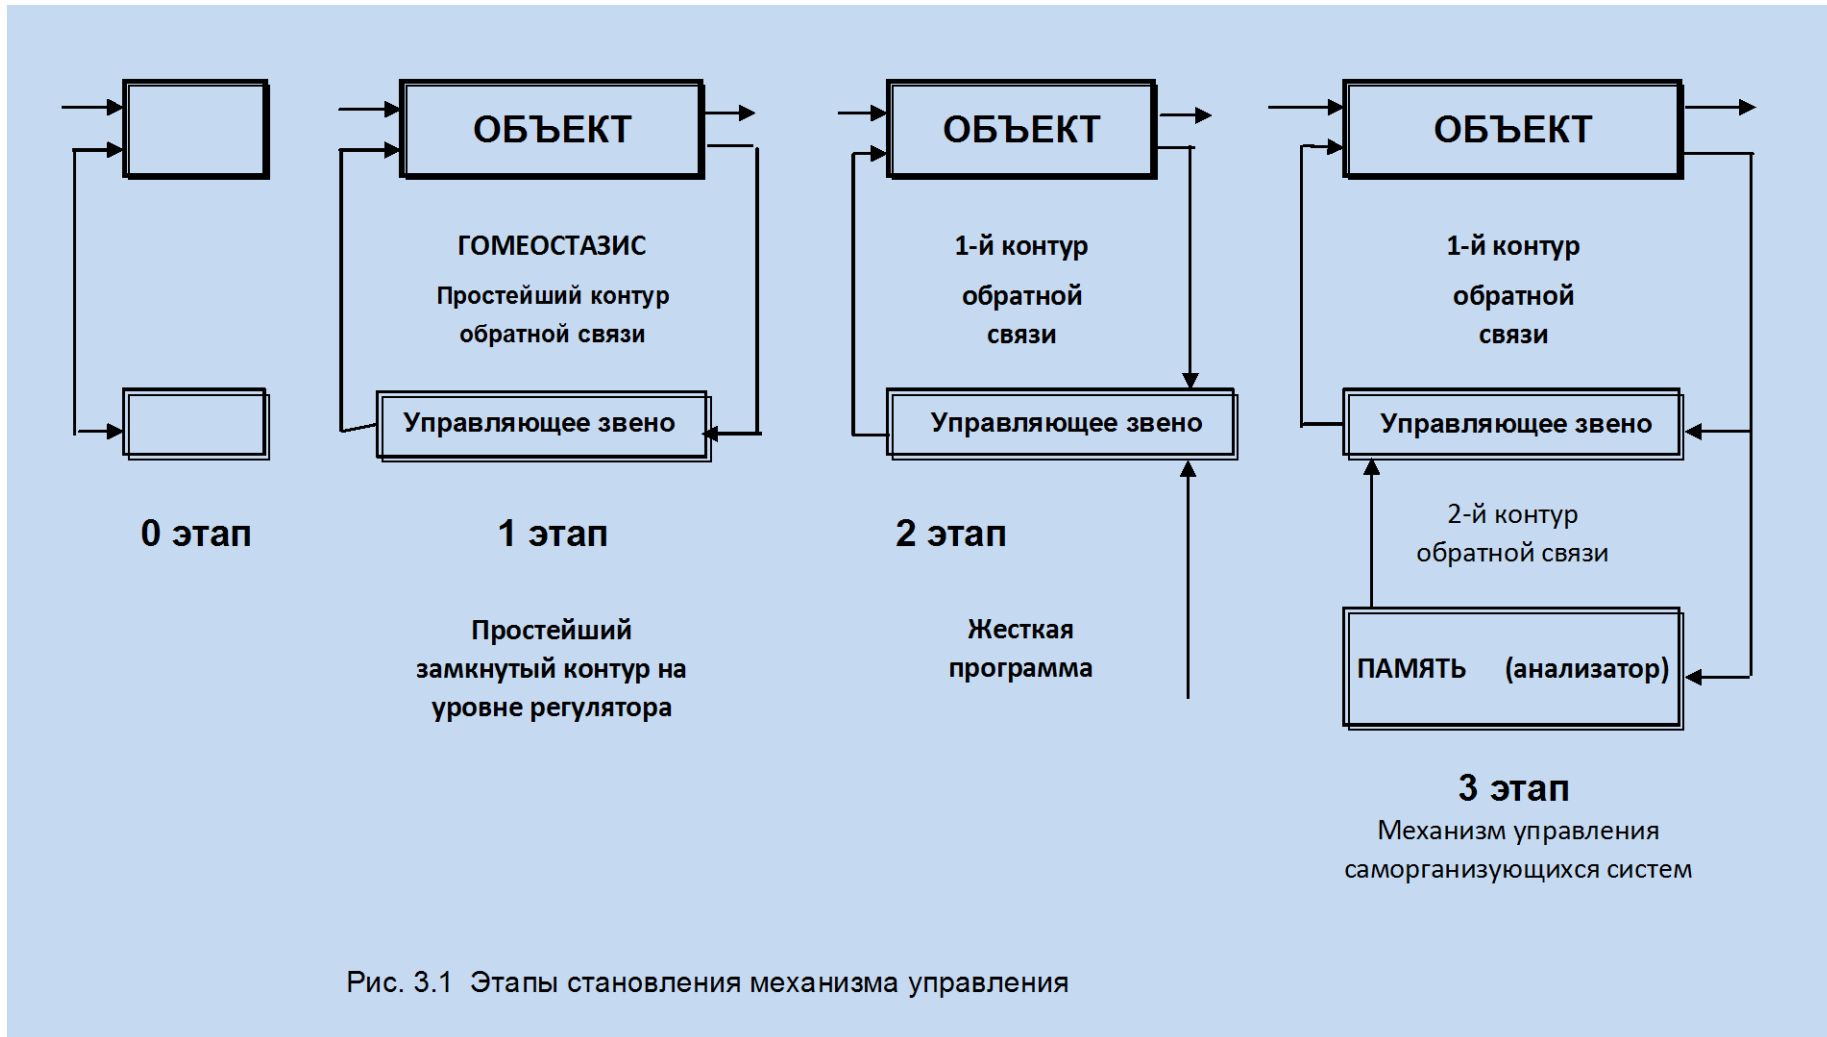 ОБЪЕКТ
ГОМЕОСТАЗИС
Простейший контур
обратной связи
Управляющее звено
ОБЪЕКТ
1-й контур
обратной
связи
Управляющее звено
ОБЪЕКТ
1-й контур
обратной
связи
Управляющее звено
0 этап
1 этап
2 этап
2-й контур
обратной связи
Простейший
замкнутый контур на
уровне регулятора
Жесткая
программа
ПАМЯТЬ (анализатор)
3 этап
Механизм управления
саморганизующихся систем
Рис. 3.1 Этапы становления механизма управления